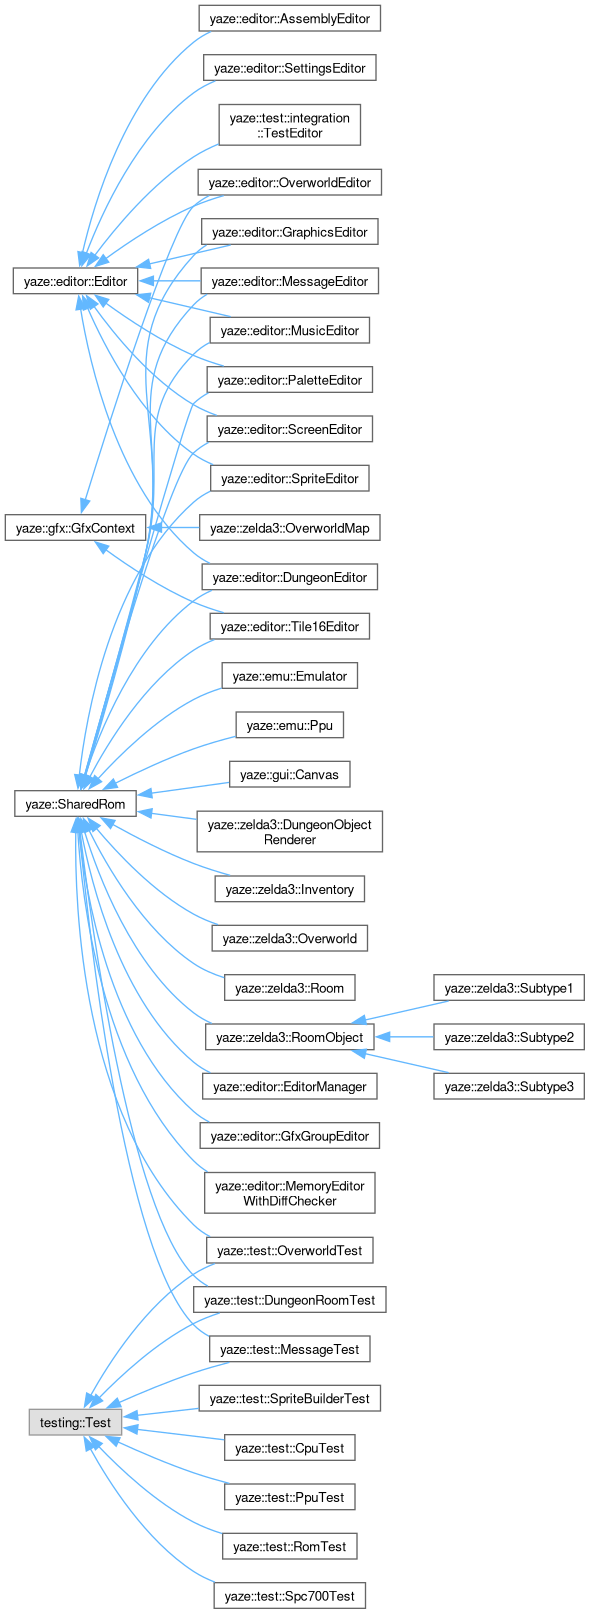 yaze::editor::AssemblyEditor
yaze::editor::SettingsEditor
yaze::test::integration
::TestEditor
yaze::editor::OverworldEditor
yaze::editor::GraphicsEditor
yaze::editor::Editor
yaze::editor::MessageEditor
yaze::editor::MusicEditor
yaze::editor::PaletteEditor
yaze::editor::ScreenEditor
yaze::editor::SpriteEditor
yaze::gfx::GfxContext
yaze::zelda3::OverworldMap
yaze::editor::DungeonEditor
yaze::editor::Tile16Editor
yaze::emu::Emulator
yaze::emu::Ppu
yaze::gui::Canvas
yaze::SharedRom
yaze::zelda3::DungeonObject
Renderer
yaze::zelda3::Inventory
yaze::zelda3::Overworld
yaze::zelda3::Room
yaze::zelda3::Subtype1
yaze::zelda3::RoomObject
yaze::zelda3::Subtype2
yaze::editor::EditorManager
yaze::zelda3::Subtype3
yaze::editor::GfxGroupEditor
yaze::editor::MemoryEditor
WithDiffChecker
yaze::test::OverworldTest
yaze::test::DungeonRoomTest
yaze::test::MessageTest
yaze::test::SpriteBuilderTest
testing::Test
yaze::test::CpuTest
yaze::test::PpuTest
yaze::test::RomTest
yaze::test::Spc700Test